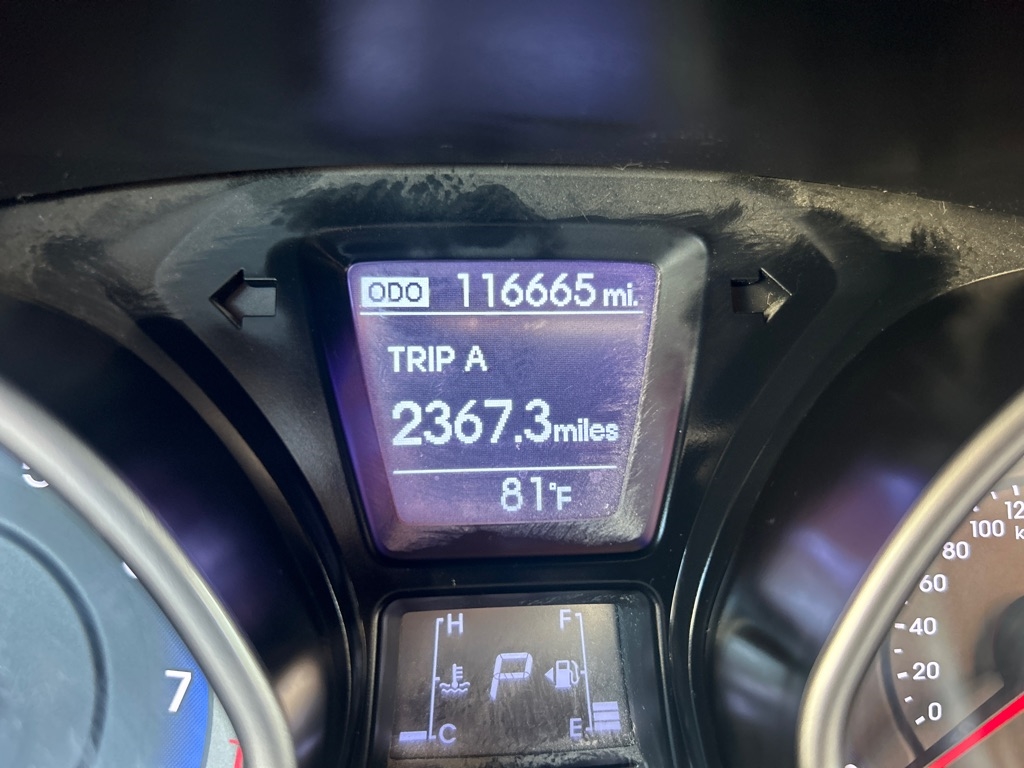 ODO 116665 mi.
TRIP A
2367.3 miles
81°F
H F
P
C E
7
120
100
80
60
40
20
0